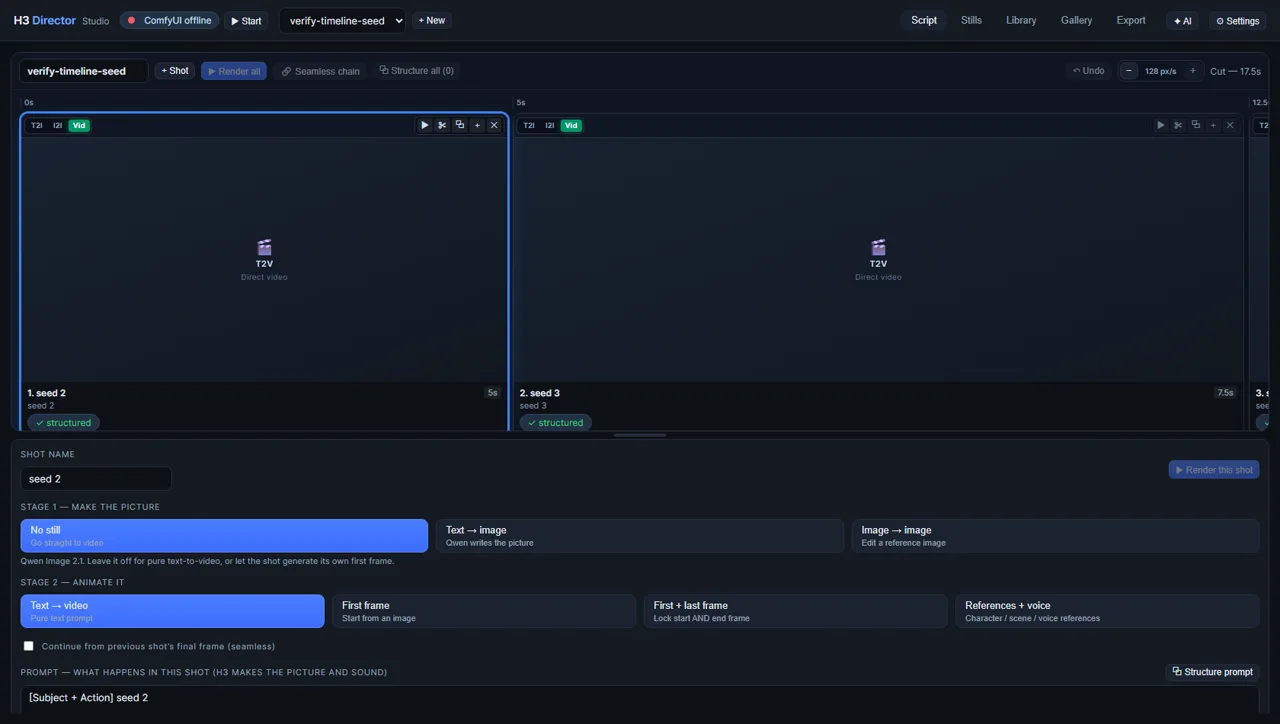 H3 Director Studio ComfyUI offline ▶ Start verify-timeline-seed + New Script Stills Library Gallery Export ✦ AI ⚙ Settings
verify-timeline-seed + Shot ▶ Render all Seamless chain Structure all (0) ↶ Undo − 128 px/s + Cut — 17.5s
0s 5s 12.5
T2I I2I Vid T2I I2I Vid
T2V T2V
Direct video Direct video
1. seed 2 5s 2. seed 3 7.5s 3.
seed 2 seed 3
✓ structured ✓ structured
SHOT NAME
seed 2 ▶ Render this shot
STAGE 1 — MAKE THE PICTURE
No still Text → image Image → image
Go straight to video Qwen writes the picture Edit a reference image
Qwen Image 2.1. Leave it off for pure text-to-video, or let the shot generate its own first frame.
STAGE 2 — ANIMATE IT
Text → video First frame First + last frame References + voice
Pure text prompt Start from an image Lock start AND end frame Character / scene / voice references
Continue from previous shot's final frame (seamless)
PROMPT — WHAT HAPPENS IN THIS SHOT (H3 MAKES THE PICTURE AND SOUND) Structure prompt
[Subject + Action] seed 2